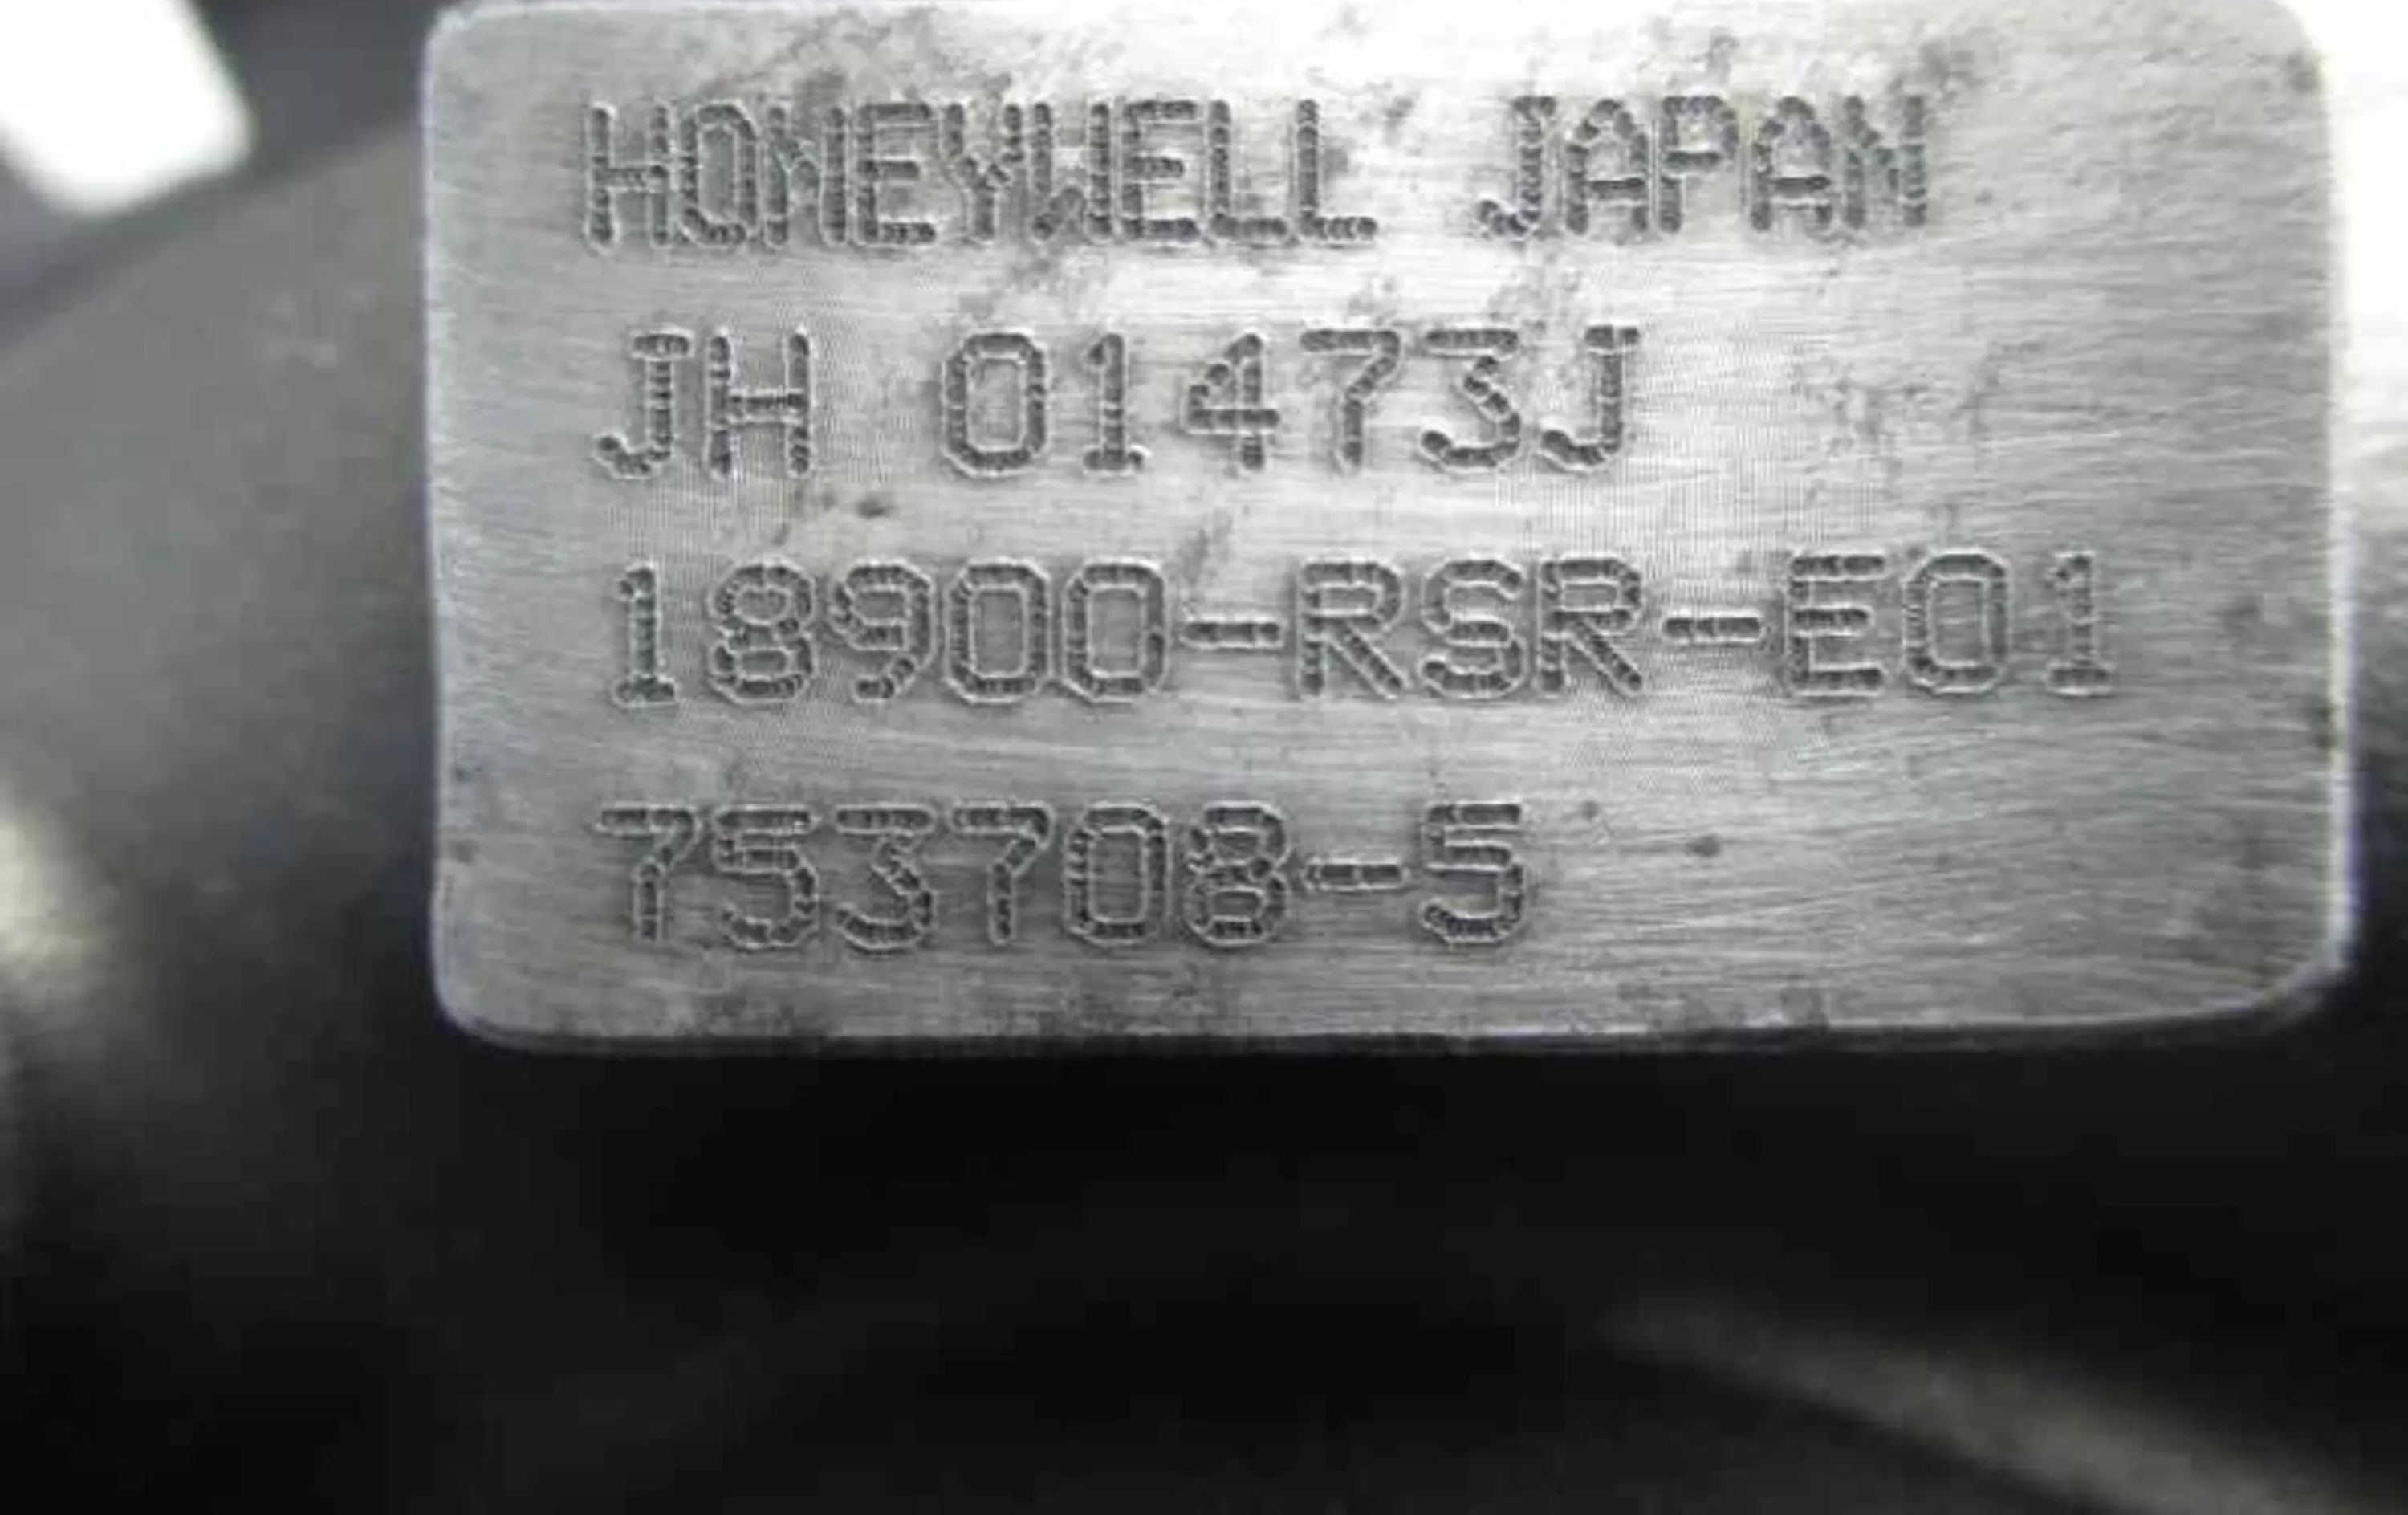 HONEYWELL JAPAN
JH 01473J
18900-RSR-E01
753708-5